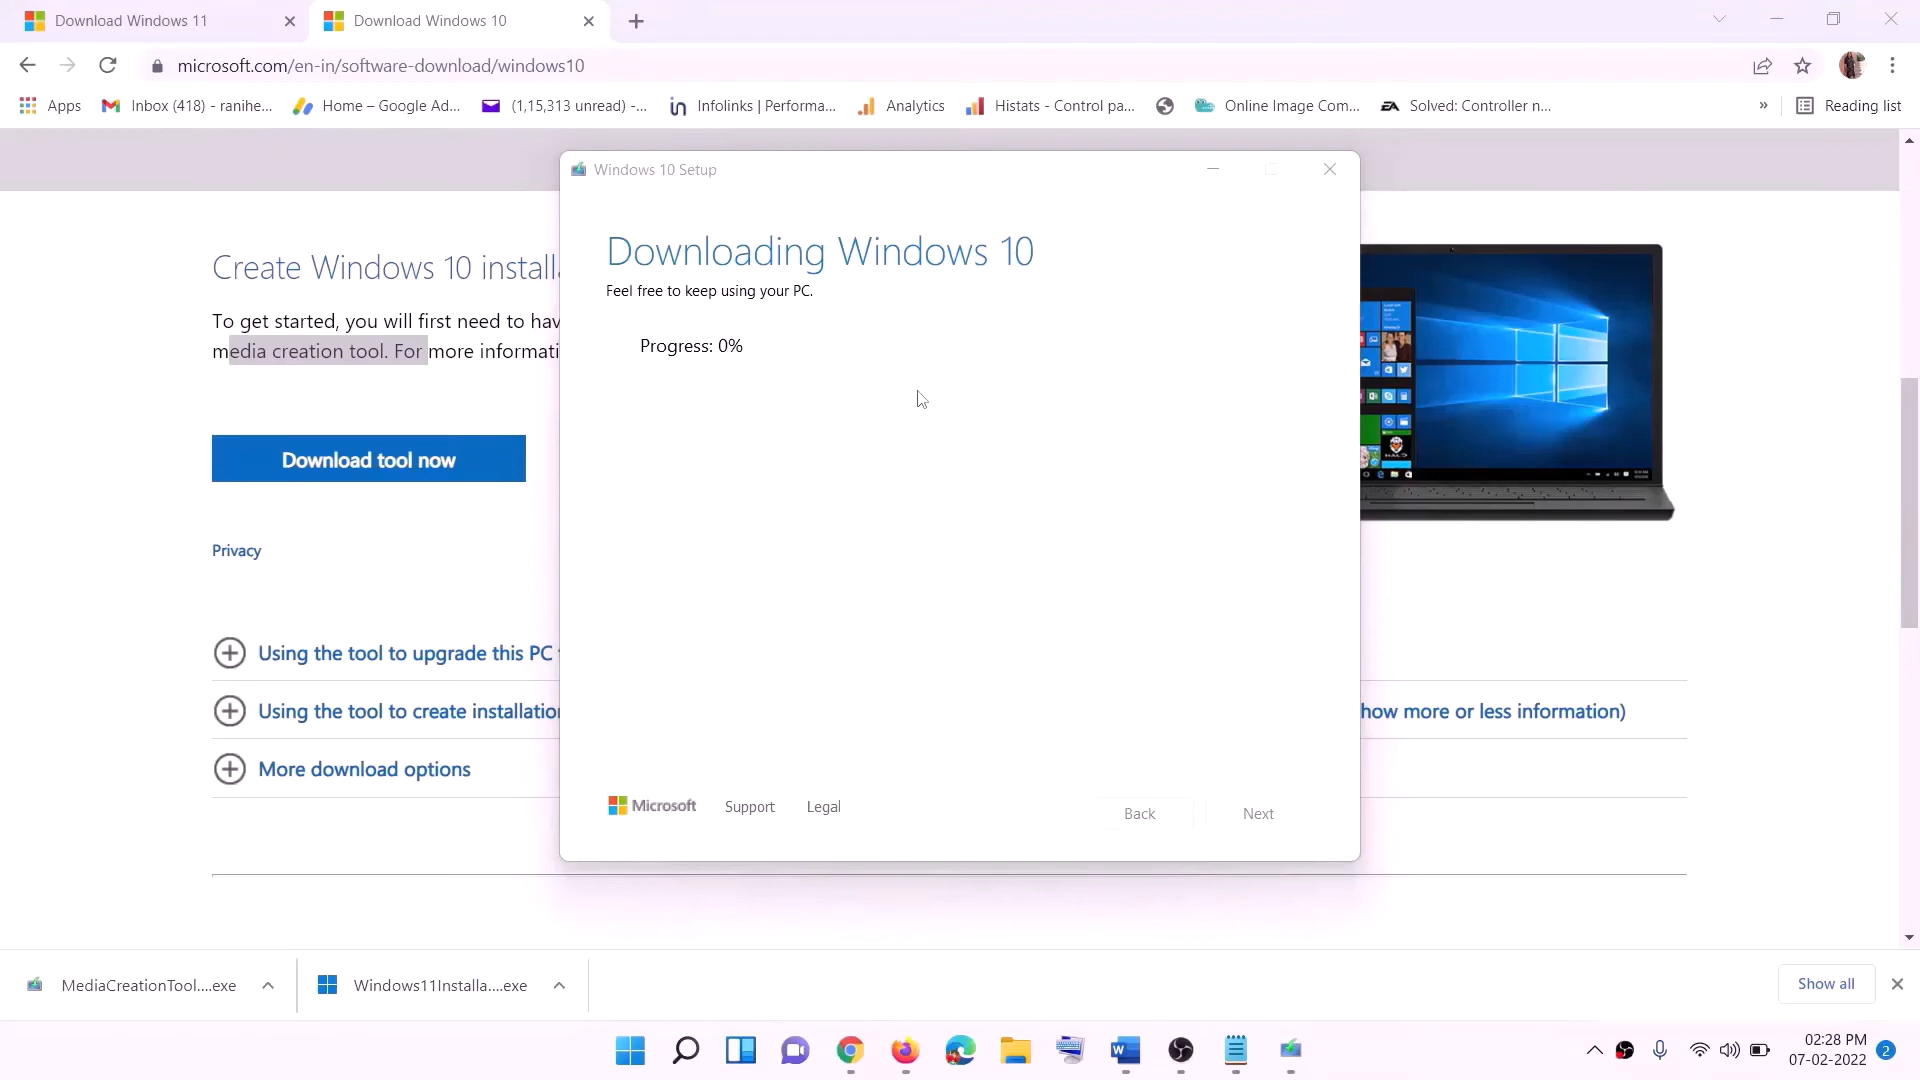 Download Windows 11
Download Windows 10
microsoft.com/en-in/software-download/windows10
Apps
Inbox (418) - ranihe...
Home – Google Ad...
(1,15,313 unread) -...
Infolinks | Performa...
Analytics
Histats - Control pa...
Online Image Com...
Solved: Controller n...
»
Reading list
Windows 10 Setup
Downloading Windows 10
Feel free to keep using your PC.
Progress: 0%
Microsoft
Support
Legal
Back
Next
Create Windows 10 install
To get started, you will first need to hav
media creation tool. For more informati
Download tool now
Privacy
Using the tool to upgrade this PC
Using the tool to create installation
how more or less information)
More download options
MediaCreationTool....exe
Windows11Installa....exe
Show all
02:28 PM
07-02-2022
2